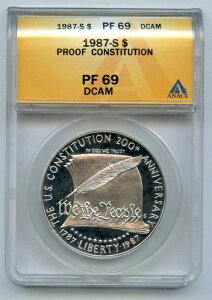 1987-S $ PF 69
DCAM
1987-S $
PROOF CONSTITUTION
PF 69
DCAM
ANACS
THE U.S. CONSTITUTION 200th ANNIVERSARY
IN GOD WE TRUST
We the People
S
1787 LIBERTY 1987